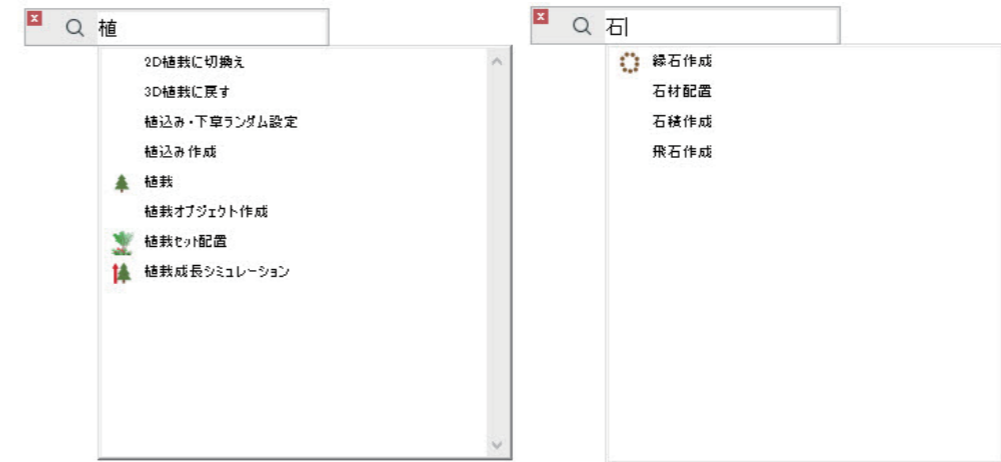 植
2D植栽に切換え
3D植栽に戻す
植込み・下草ランダム設定
植込み作成
植栽
植栽オブジェクト作成
植栽セット配置
植栽成長シミュレーション
石
縁石作成
石材配置
石積作成
飛石作成